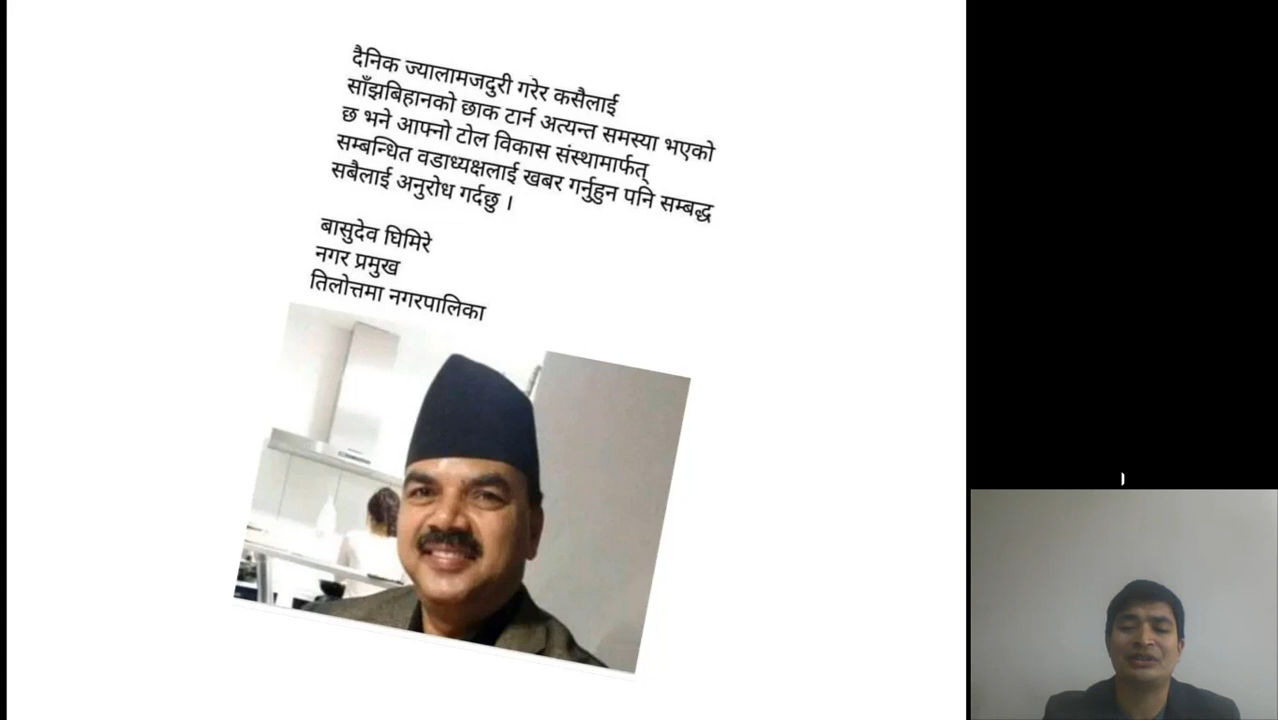 दैनिक ज्यालामजदुरी गरेर कसैलाई
साँझबिहानको छाक टार्न अत्यन्त समस्या भएको
छ भने आफ्नो टोल विकास संस्थामार्फत्
सम्बन्धित वडाध्यक्षलाई खबर गर्नुहुन पनि सम्बद्ध
सबैलाई अनुरोध गर्दछु ।
बासुदेव घिमिरे
नगर प्रमुख
तिलोत्तमा नगरपालिका